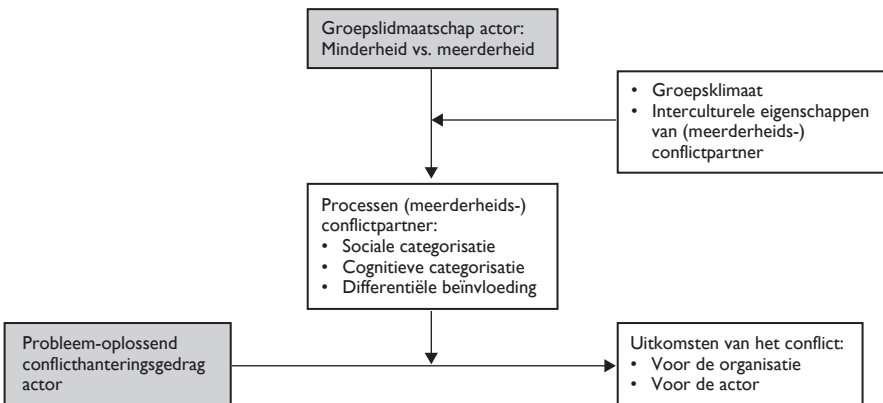 Groepslidmaatschap actor:
Minderheid vs. meerderheid
• Groepsklimaat
• Interculturele eigenschappen
van (meerderheids-)
conflictpartner
Processen (meerderheids-)
conflictpartner:
• Sociale categorisatie
• Cognitieve categorisatie
• Differentiële beïnvloeding
Probleem-oplossend
conflicthanteringsgedrag
actor
Uitkomsten van het conflict:
• Voor de organisatie
• Voor de actor